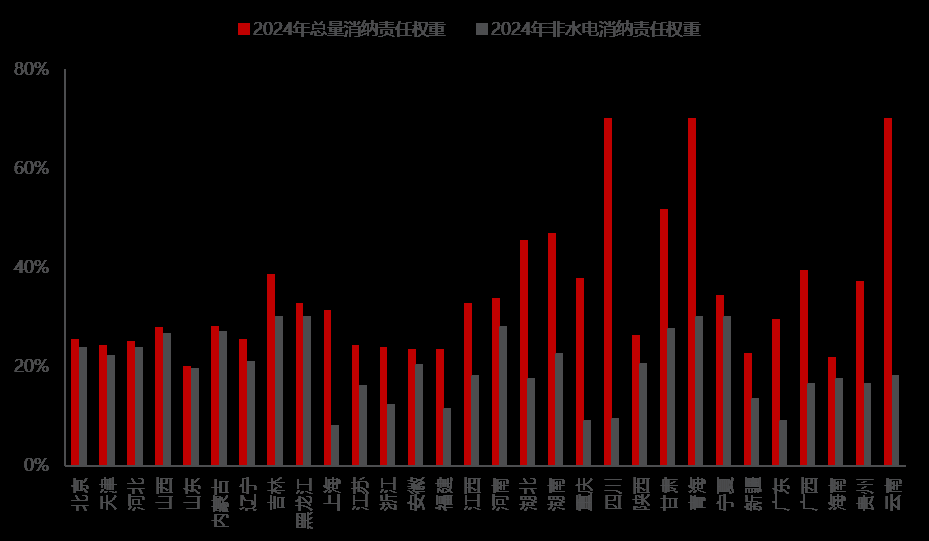 2024年总量消纳责任权重
2024年非水电消纳责任权重
80%
60%
40%
20%
0%
北京
天津
河北
山西
山东
内蒙古
辽宁
吉林
黑龙江
上海
江苏
浙江
安徽
福建
江西
河南
湖北
湖南
重庆
四川
陕西
甘肃
青海
宁夏
新疆
广东
广西
海南
贵州
云南